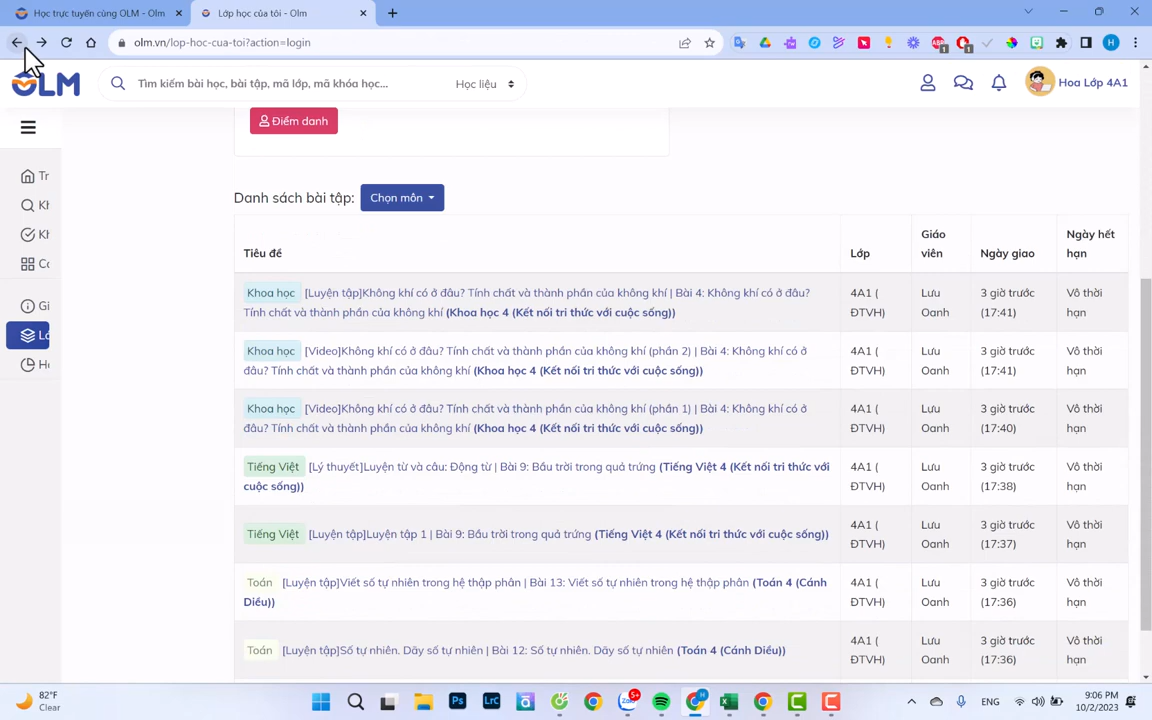 Học trực tuyến cùng OLM - Olm
Lớp học của tôi - Olm
olm.vn/lop-hoc-cua-toi?action=login
ABP
1
1
H
OLM
Tìm kiếm bài học, bài tập, mã lớp, mã khóa học...
Học liệu
Hoa Lớp 4A1
Điểm danh
Tr
Kh
Kh
Cá
Gi
Lớ
Họ
Danh sách bài tập:
Chọn môn
Tiêu đề
Lớp
Giáo
viên
Ngày giao
Ngày hết
hạn
Khoa học [Luyện tập]Không khí có ở đâu? Tính chất và thành phần của không khí | Bài 4: Không khí có ở đâu?
Tính chất và thành phần của không khí (Khoa học 4 (Kết nối tri thức với cuộc sống))
4A1 (
ĐTVH)
Lưu
Oanh
3 giờ trước
(17:41)
Vô thời
hạn
Khoa học [Video]Không khí có ở đâu? Tính chất và thành phần của không khí (phần 2) | Bài 4: Không khí có ở
đâu? Tính chất và thành phần của không khí (Khoa học 4 (Kết nối tri thức với cuộc sống))
4A1 (
ĐTVH)
Lưu
Oanh
3 giờ trước
(17:41)
Vô thời
hạn
Khoa học [Video]Không khí có ở đâu? Tính chất và thành phần của không khí (phần 1) | Bài 4: Không khí có ở
đâu? Tính chất và thành phần của không khí (Khoa học 4 (Kết nối tri thức với cuộc sống))
4A1 (
ĐTVH)
Lưu
Oanh
3 giờ trước
(17:40)
Vô thời
hạn
Tiếng Việt [Lý thuyết]Luyện từ và câu: Động từ | Bài 9: Bầu trời trong quả trứng (Tiếng Việt 4 (Kết nối tri thức với
cuộc sống))
4A1 (
ĐTVH)
Lưu
Oanh
3 giờ trước
(17:38)
Vô thời
hạn
Tiếng Việt [Luyện tập]Luyện tập 1 | Bài 9: Bầu trời trong quả trứng (Tiếng Việt 4 (Kết nối tri thức với cuộc sống))
4A1 (
ĐTVH)
Lưu
Oanh
3 giờ trước
(17:37)
Vô thời
hạn
Toán [Luyện tập]Viết số tự nhiên trong hệ thập phân | Bài 13: Viết số tự nhiên trong hệ thập phân (Toán 4 (Cánh
Diều))
4A1 (
ĐTVH)
Lưu
Oanh
3 giờ trước
(17:36)
Vô thời
hạn
Toán [Luyện tập]Số tự nhiên. Dãy số tự nhiên | Bài 12: Số tự nhiên. Dãy số tự nhiên (Toán 4 (Cánh Diều))
4A1 (
ĐTVH)
Lưu
Oanh
3 giờ trước
(17:36)
Vô thời
hạn
82°F
Clear
Ps
LrC
Zalo
5+
H
ENG
9:06 PM
10/2/2023